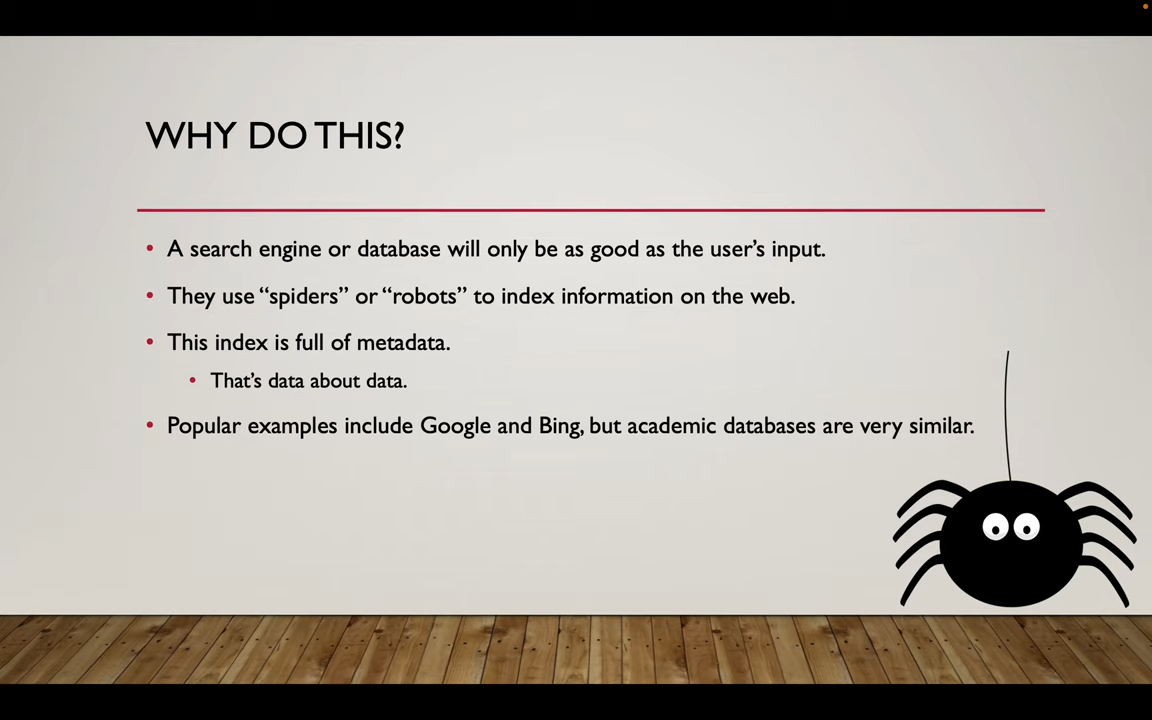 WHY DO THIS?
• A search engine or database will only be as good as the user’s input.
• They use “spiders” or “robots” to index information on the web.
• This index is full of metadata.
• That’s data about data.
• Popular examples include Google and Bing, but academic databases are very similar.